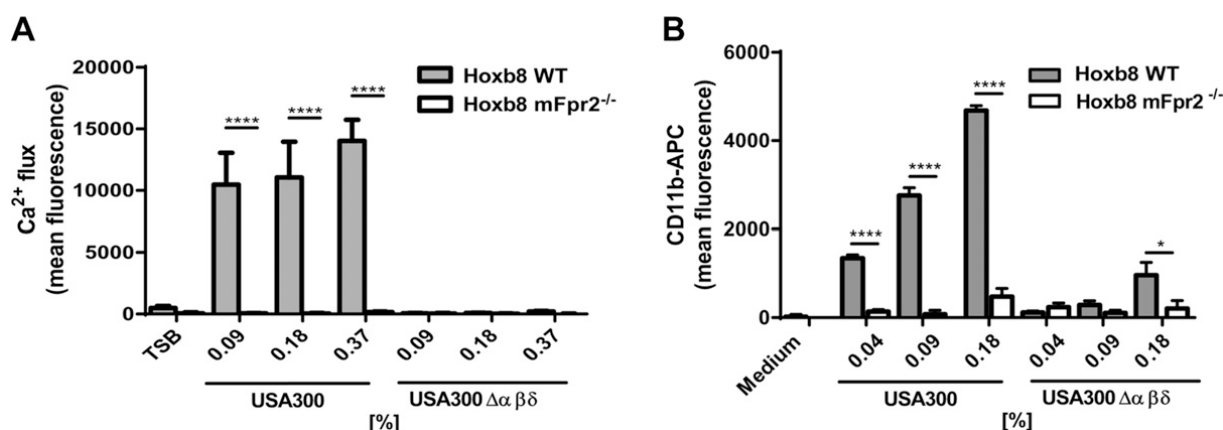 A
Ca2+ flux
(mean fluorescence)
20000
15000
10000
5000
0
Hoxb8 WT
Hoxb8 mFpr2-/-
****
****
****
TSB
0.09
0.18
0.37
0.09
0.18
0.37
USA300
USA300 Δα βδ
[%]
B
CD11b-APC
(mean fluorescence)
6000
4000
2000
0
Hoxb8 WT
Hoxb8 mFpr2 -/-
****
****
****
*
Medium
0.04
0.09
0.18
0.04
0.09
0.18
USA300
USA300 Δα βδ
[%]